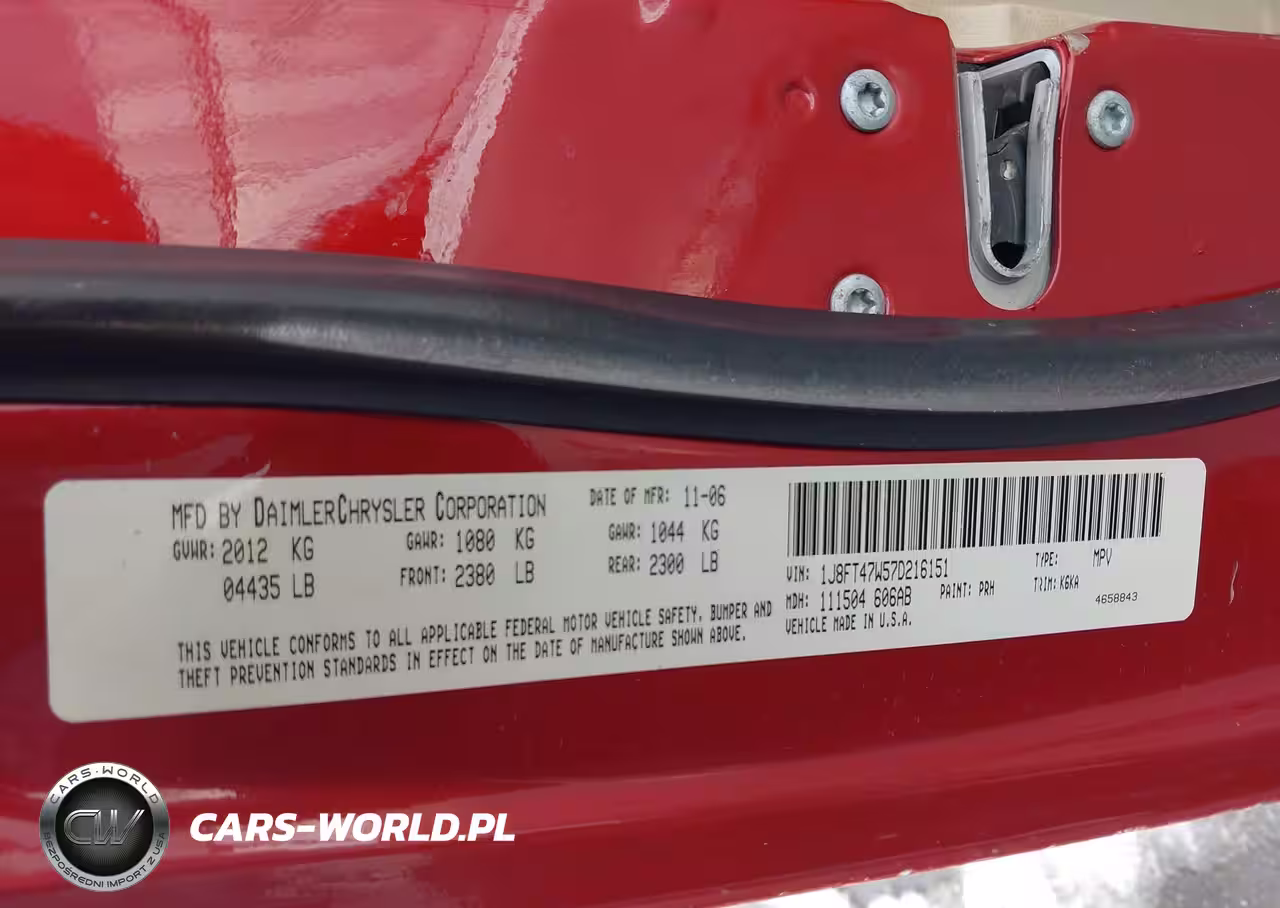 MFD BY DAIMLERCHRYSLER CORPORATION DATE OF MFR: 11-06
GVWR: 2012 KG GAWR: 1080 KG GAWR: 1044 KG
04435 LB FRONT: 2380 LB REAR: 2300 LB
THIS VEHICLE CONFORMS TO ALL APPLICABLE FEDERAL MOTOR VEHICLE SAFETY, BUMPER AND
THEFT PREVENTION STANDARDS IN EFFECT ON THE DATE OF MANUFACTURE SHOWN ABOVE.
VIN: 1J8FT47W57D216151 TYPE: MPV
MDH: 111504 606AB PAINT: PRH TRIM: K6KA
VEHICLE MADE IN U.S.A. 4658843
CARS-WORLD
CW
BEZPOŚREDNI IMPORT Z USA
CARS-WORLD.PL